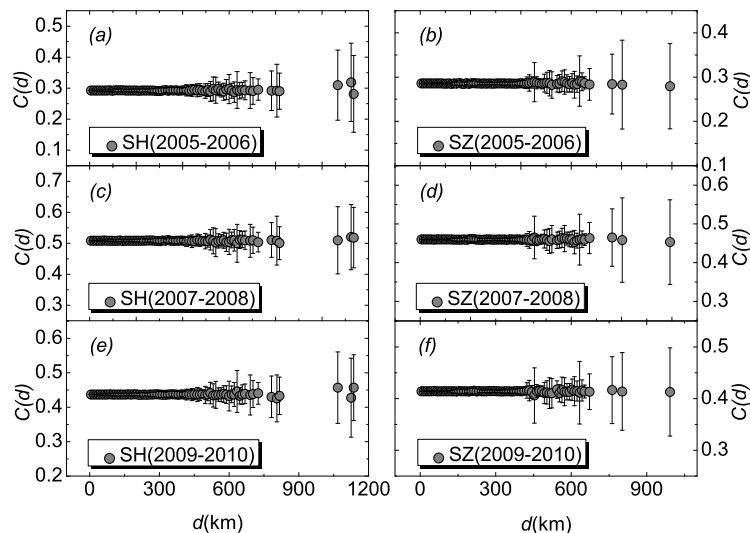 0.5
(a)
(b)
0.4
0.4
0.3
0.3
0.2
0.2
0.1
0.1
C(d)
C(d)
SH(2005-2006)
SZ(2005-2006)
0.7
(c)
(d)
0.6
0.6
0.5
0.5
0.4
0.4
0.3
0.3
C(d)
C(d)
SH(2007-2008)
SZ(2007-2008)
0.6
(e)
(f)
0.5
0.5
0.4
0.4
0.3
0.3
0.2
C(d)
C(d)
SH(2009-2010)
SZ(2009-2010)
0 300 600 900 1200
0 300 600 900
d(km)
d(km)